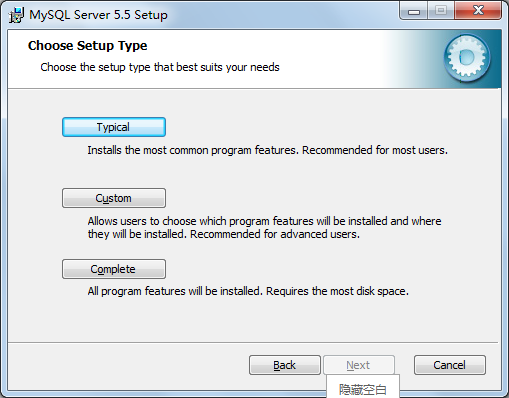 MySQL Server 5.5 Setup
Choose Setup Type
Choose the setup type that best suits your needs
Typical
Installs the most common program features. Recommended for most users.
Custom
Allows users to choose which program features will be installed and where
they will be installed. Recommended for advanced users.
Complete
All program features will be installed. Requires the most disk space.
Back Next Cancel
隐藏空白